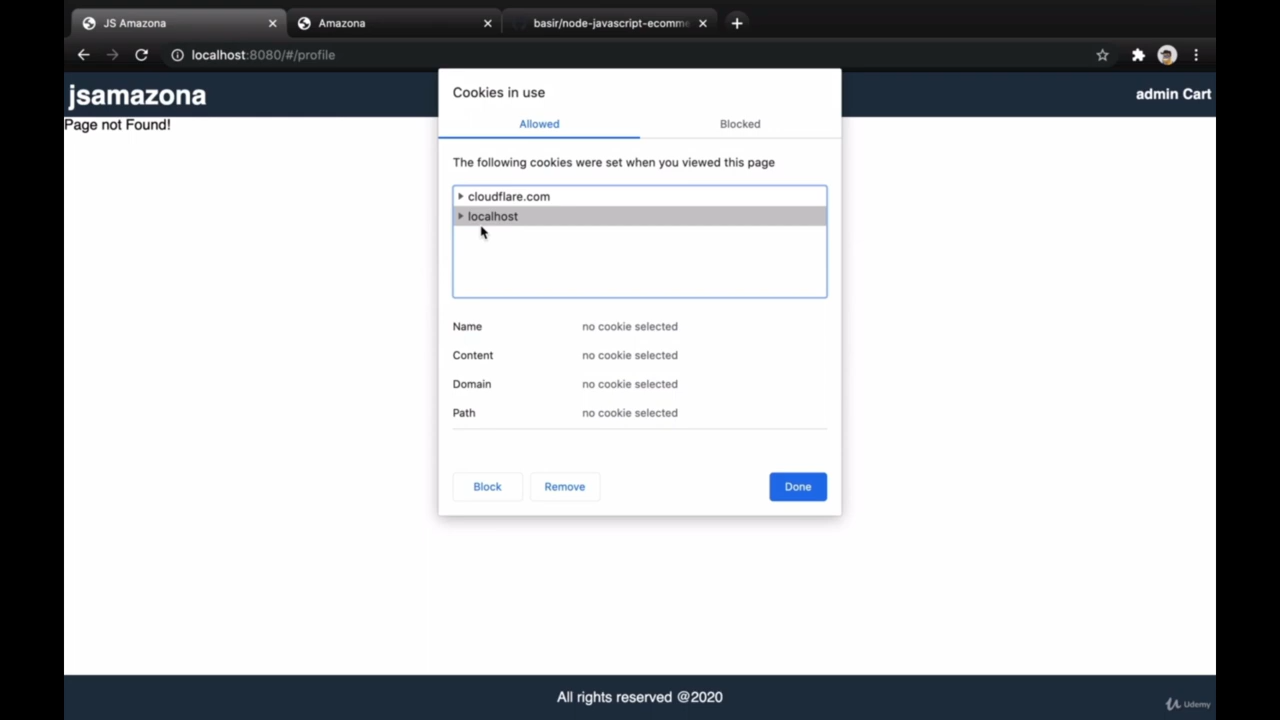 JS Amazona
Amazona
basir/node-javascript-ecomme
localhost:8080/#/profile
jsamazona
admin Cart
Page not Found!
Cookies in use
Allowed
Blocked
The following cookies were set when you viewed this page
cloudflare.com
localhost
Name no cookie selected
Content no cookie selected
Domain no cookie selected
Path no cookie selected
Block Remove Done
All rights reserved @2020
Udemy